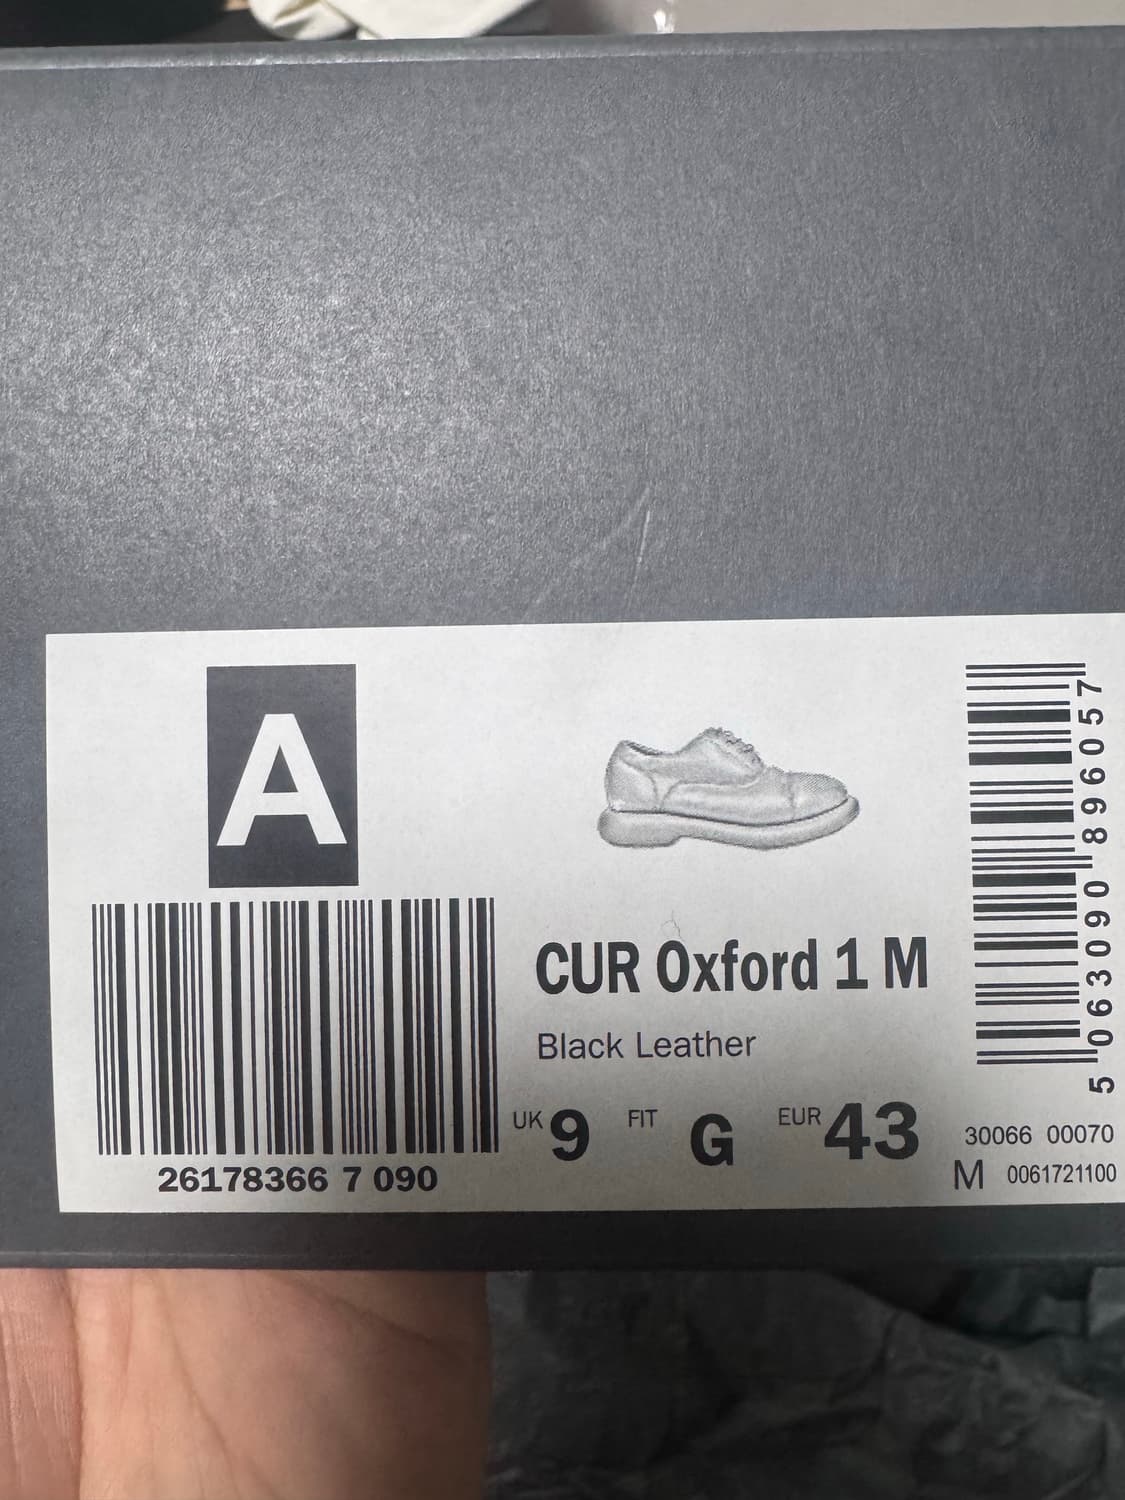 A
26178366 7 090
CUR Oxford 1 M
Black Leather
UK 9 FIT G EUR 43
5 063090 896057
30066 00070
M 0061721100